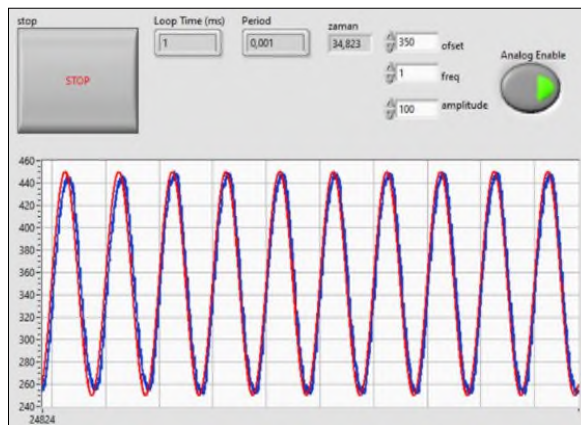 stop
STOP
Loop Time (ms)
1
Period
0,001
zaman
34,823
350 ofset
1 freq
100 amplitude
Analog Enable
460
440
420
400
380
360
340
320
300
280
260
240
24824